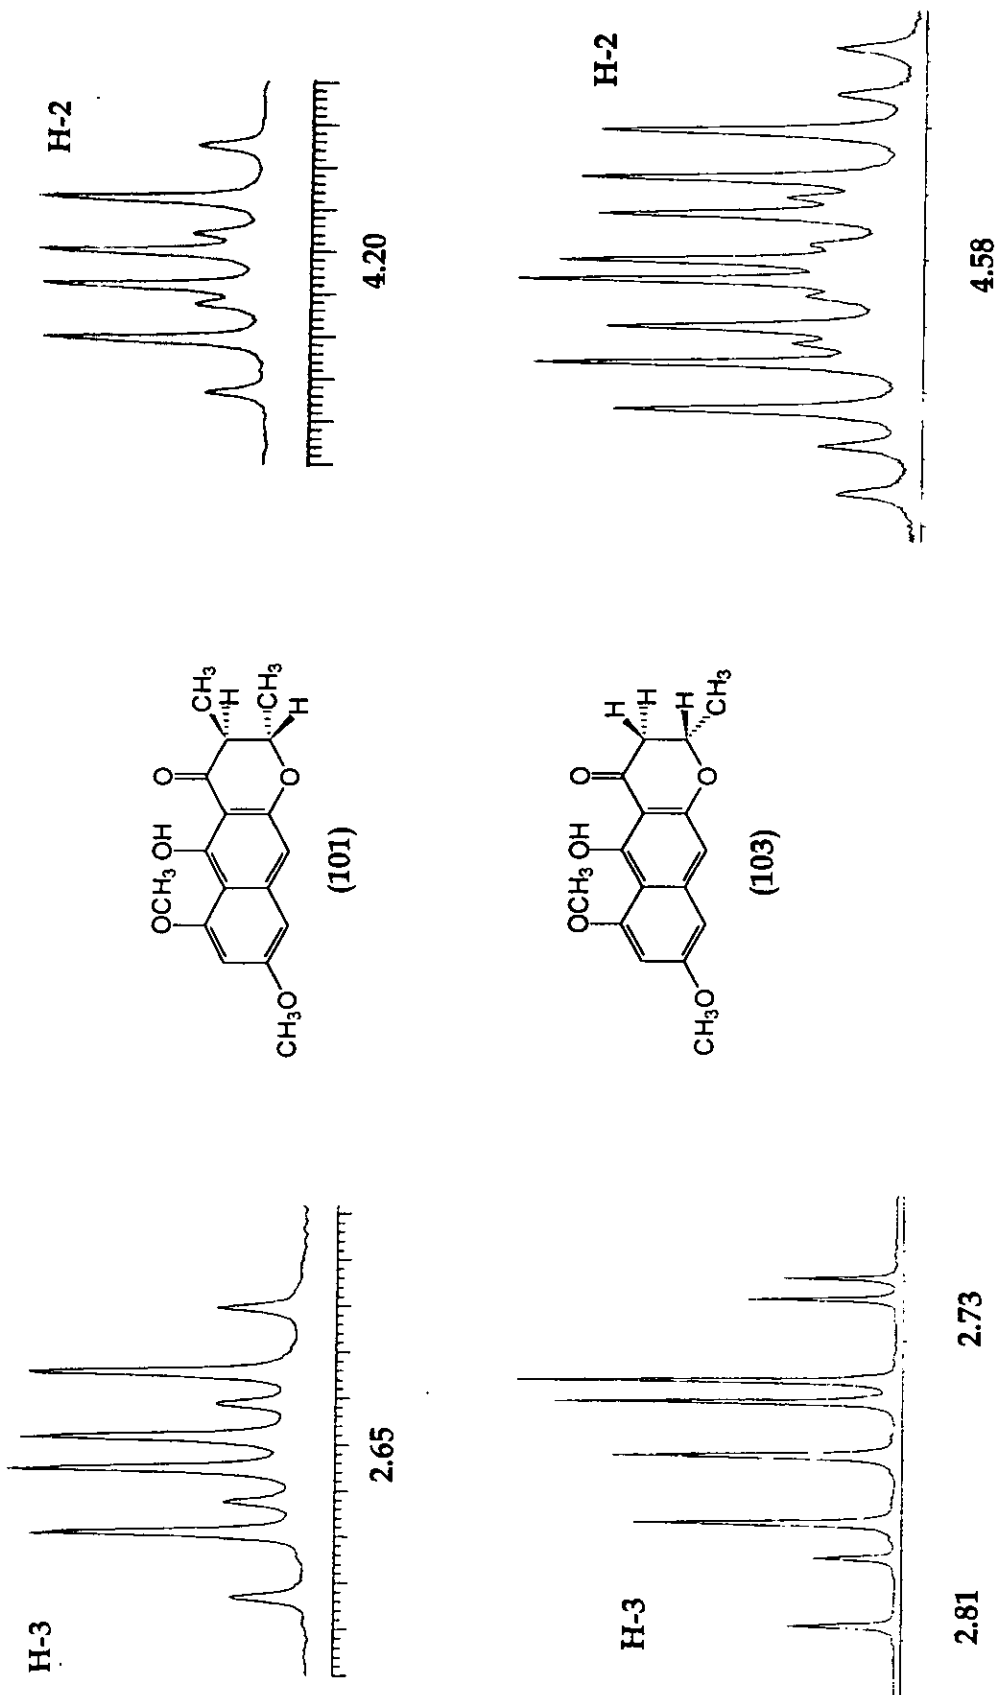 H-3
2.65
OCH3 OH
O
O
CH3
H
CH3
H
O
CH3O
(101)
H-2
4.20
H-3
2.81
2.73
OCH3 OH
O
O
H
H
H
CH3
O
CH3O
(103)
H-2
4.58